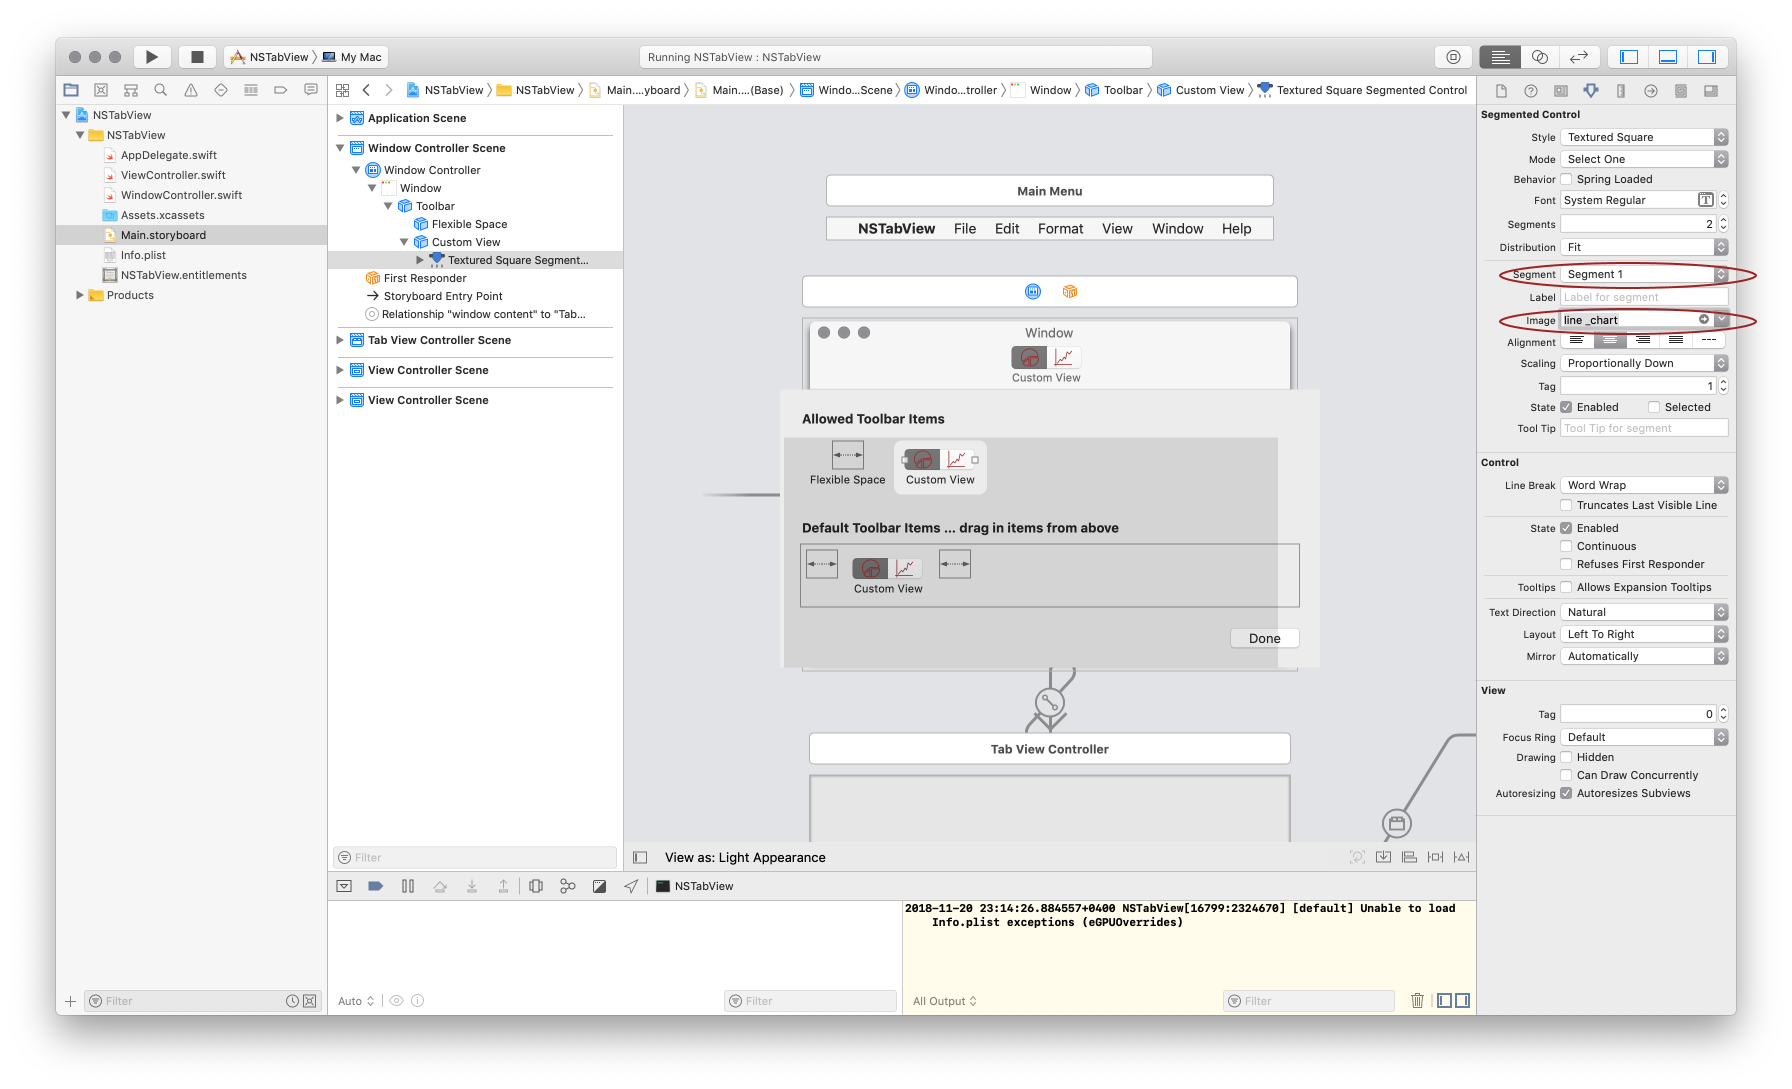 NSTabView 〉 My Mac
Running NSTabView : NSTabView
NSTabView
NSTabView
AppDelegate.swift
ViewController.swift
WindowController.swift
Assets.xcassets
Main.storyboard
Info.plist
NSTabView.entitlements
Products
Filter
NSTabView 〉 NSTabView 〉 Main....yboard 〉 Main....(Base) 〉 Windo...Scene 〉 Windo...troller 〉 Window 〉 Toolbar 〉 Custom View 〉 Textured Square Segmented Control
Application Scene
Window Controller Scene
Window Controller
Window
Toolbar
Flexible Space
Custom View
Textured Square Segment...
First Responder
Storyboard Entry Point
Relationship "window content" to "Tab...
Tab View Controller Scene
View Controller Scene
View Controller Scene
Filter
Main Menu
NSTabView File Edit Format View Window Help
Window
Custom View
Allowed Toolbar Items
Flexible Space Custom View
Default Toolbar Items ... drag in items from above
Custom View
Done
Tab View Controller
View as: Light Appearance
NSTabView
2018-11-20 23:14:26.884557+0400 NSTabView[16799:2324670] [default] Unable to load
Info.plist exceptions (eGPUOverrides)
Auto
Filter
All Output
Filter
Segmented Control
Style Textured Square
Mode Select One
Behavior Spring Loaded
Font System Regular T
Segments 2
Distribution Fit
Segment Segment 1
Label Label for segment
Image line _chart
Alignment
Scaling Proportionally Down
Tag 1
State Enabled Selected
Tool Tip Tool Tip for segment
Control
Line Break Word Wrap
Truncates Last Visible Line
State Enabled
Continuous
Refuses First Responder
Tooltips Allows Expansion Tooltips
Text Direction Natural
Layout Left To Right
Mirror Automatically
View
Tag 0
Focus Ring Default
Drawing Hidden
Can Draw Concurrently
Autoresizing Autoresizes Subviews